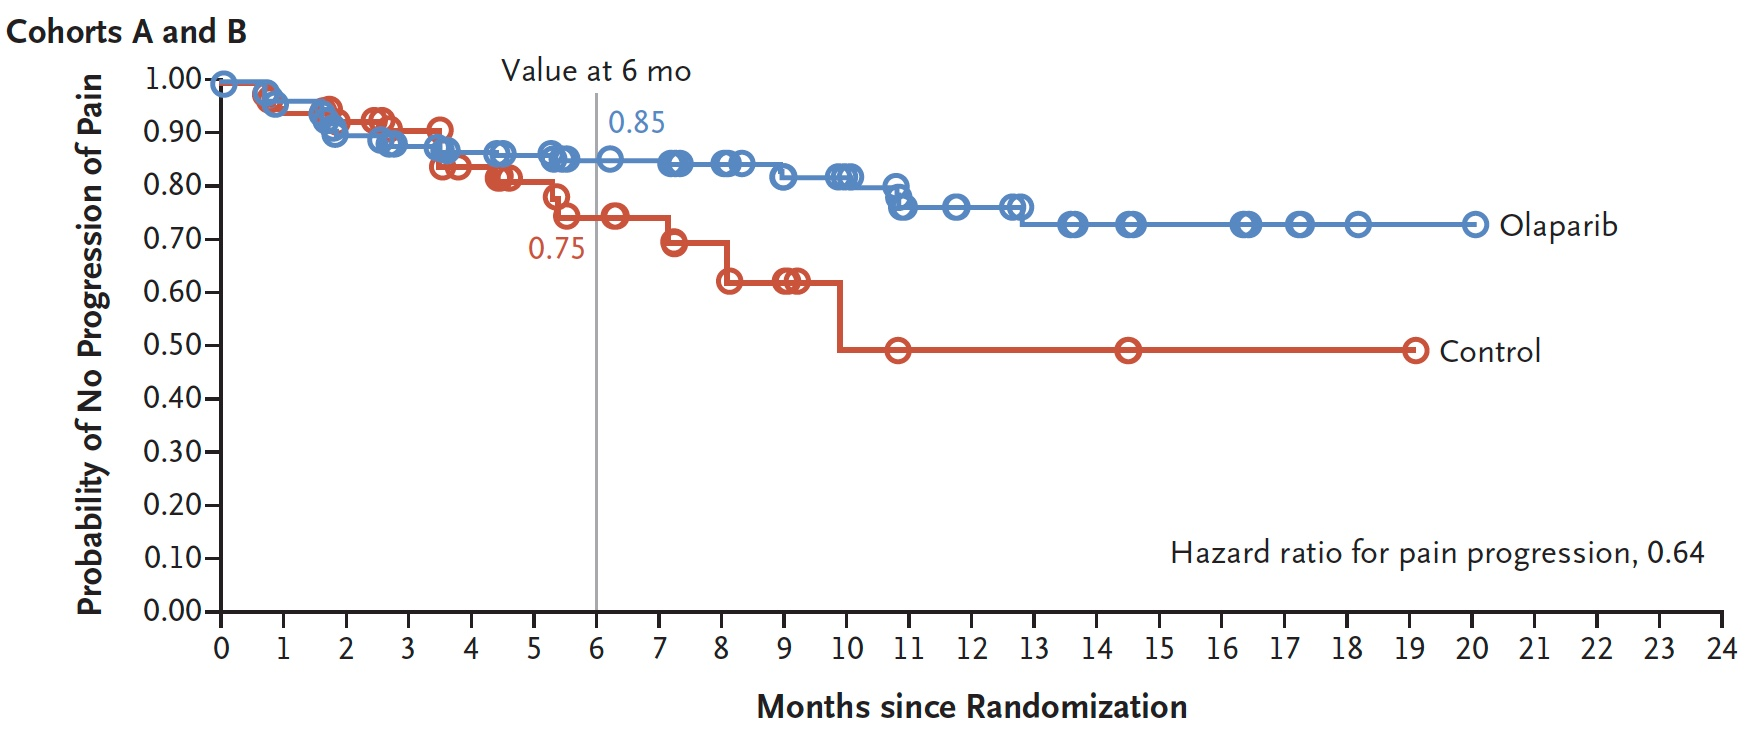 Cohorts A and B
Value at 6 mo
Probability of No Progression of Pain
1.00
0.90
0.80
0.70
0.60
0.50
0.40
0.30
0.20
0.10
0.00
0.85
0.75
Olaparib
Control
Hazard ratio for pain progression, 0.64
0 1 2 3 4 5 6 7 8 9 10 11 12 13 14 15 16 17 18 19 20 21 22 23 24
Months since Randomization